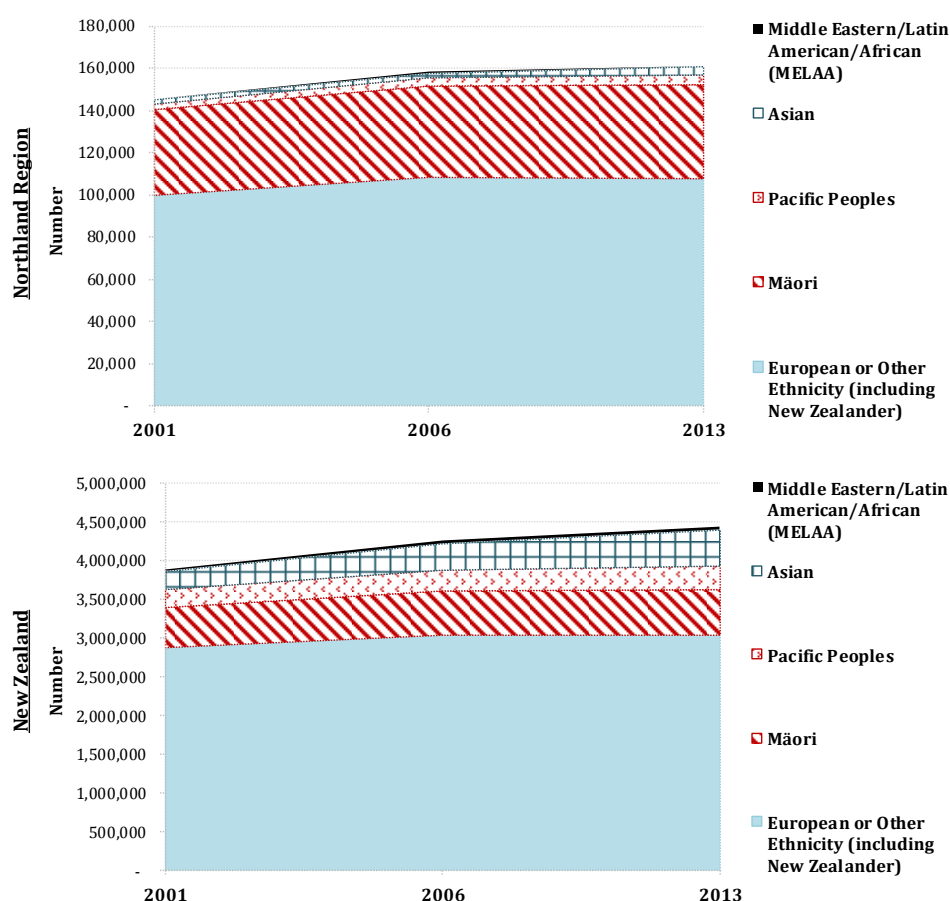 Northland Region
Number
180,000
160,000
140,000
120,000
100,000
80,000
60,000
40,000
20,000
-
2001
2006
2013
Middle Eastern/Latin
American/African
(MELAA)
Asian
Pacific Peoples
Mäori
European or Other
Ethnicity (including
New Zealander)
New Zealand
Number
5,000,000
4,500,000
4,000,000
3,500,000
3,000,000
2,500,000
2,000,000
1,500,000
1,000,000
500,000
-
2001
2006
2013
Middle Eastern/Latin
American/African
(MELAA)
Asian
Pacific Peoples
Mäori
European or Other
Ethnicity (including
New Zealander)